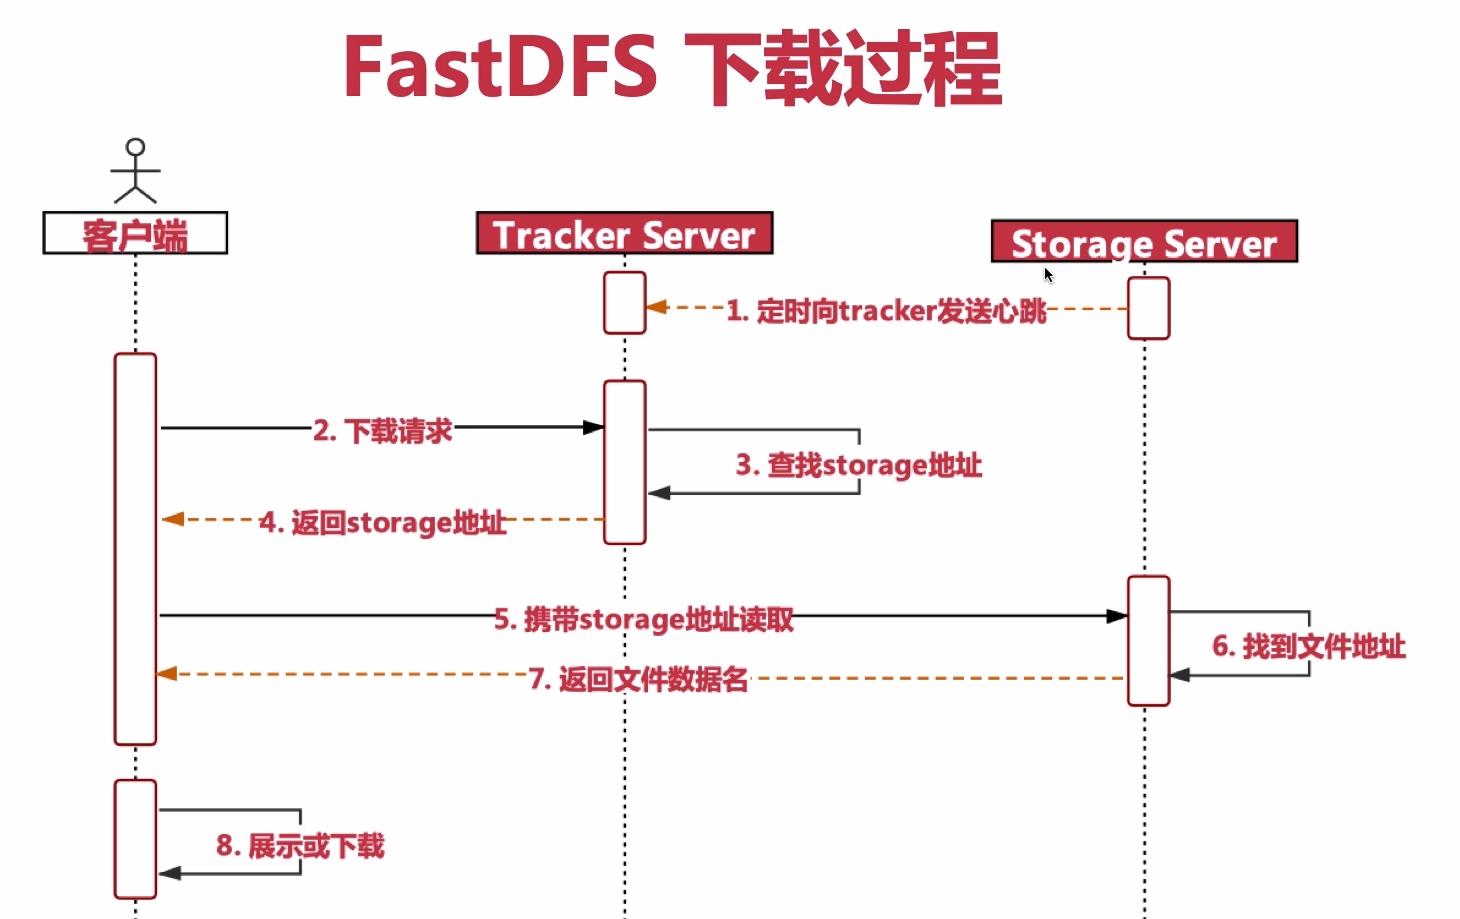 FastDFS 下载过程
客户端
Tracker Server
Storage Server
1. 定时向tracker发送心跳
2. 下载请求
3. 查找storage地址
4. 返回storage地址
5. 携带storage地址读取
6. 找到文件地址
7. 返回文件数据名
8. 展示或下载